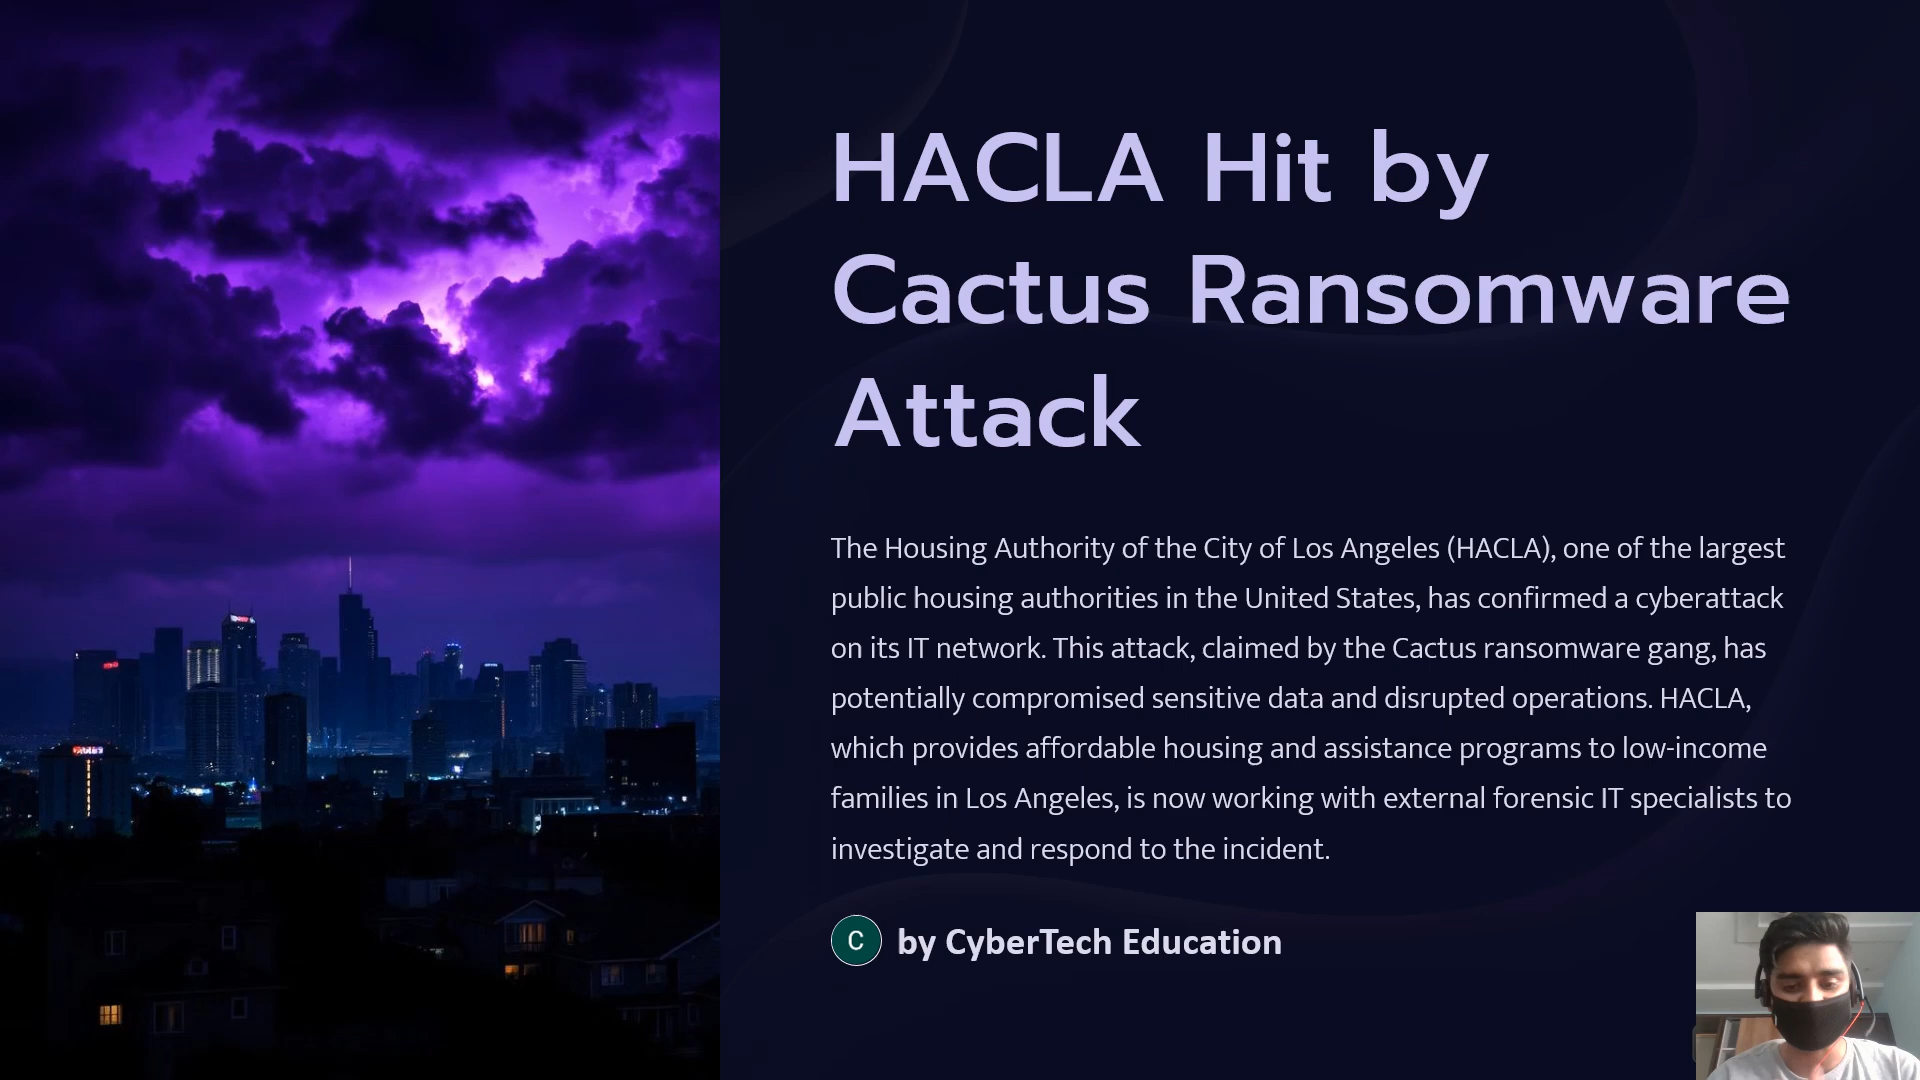 HACLA Hit by
Cactus Ransomware
Attack
The Housing Authority of the City of Los Angeles (HACLA), one of the largest
public housing authorities in the United States, has confirmed a cyberattack
on its IT network. This attack, claimed by the Cactus ransomware gang, has
potentially compromised sensitive data and disrupted operations. HACLA,
which provides affordable housing and assistance programs to low-income
families in Los Angeles, is now working with external forensic IT specialists to
investigate and respond to the incident.
C by CyberTech Education